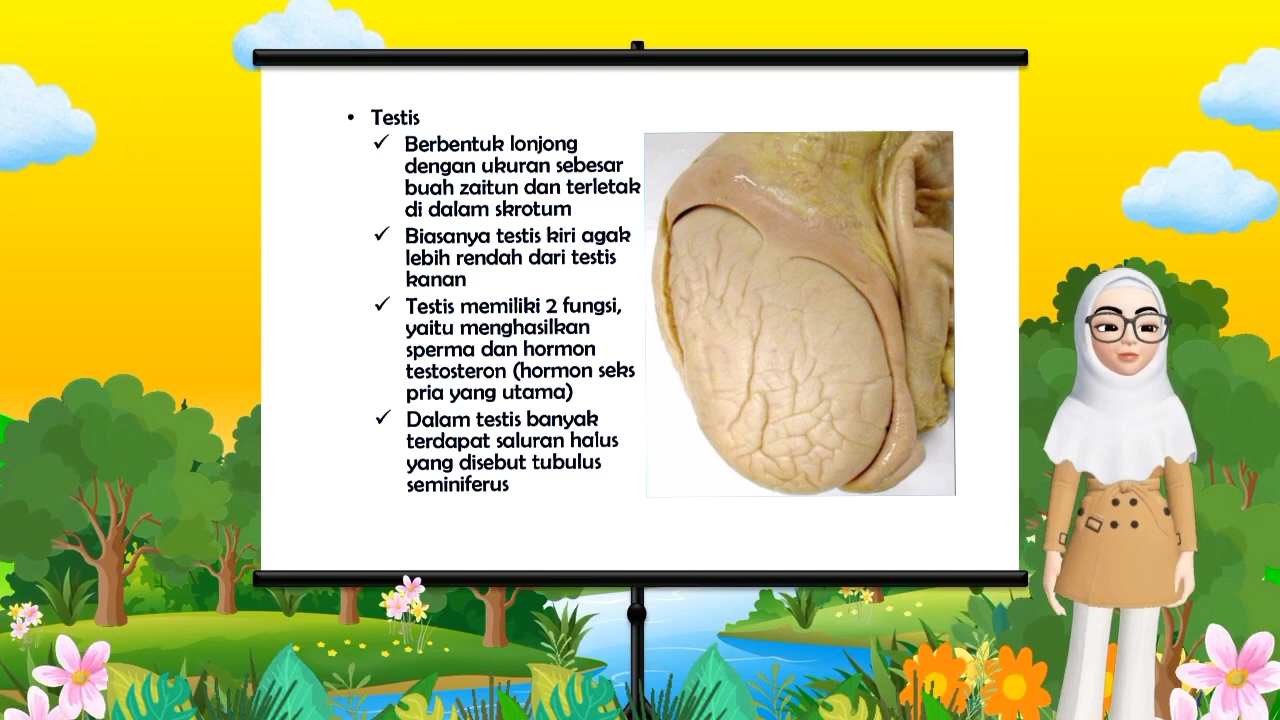 • Testis
✓ Berbentuk lonjong
dengan ukuran sebesar
buah zaitun dan terletak
di dalam skrotum
✓ Biasanya testis kiri agak
lebih rendah dari testis
kanan
✓ Testis memiliki 2 fungsi,
yaitu menghasilkan
sperma dan hormon
testosteron (hormon seks
pria yang utama)
✓ Dalam testis banyak
terdapat saluran halus
yang disebut tubulus
seminiferus